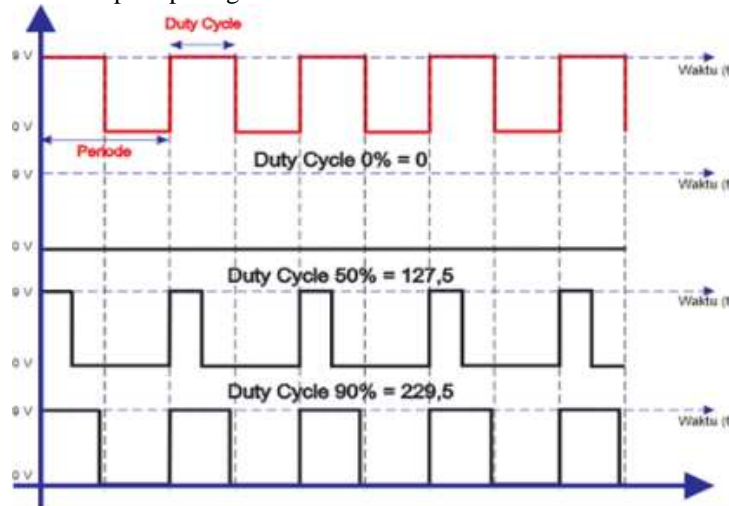 Duty Cycle
9 V
Waktu (t
0 V
Periode
Duty Cycle 0% = 0
9 V
Waktu (t
0 V
Duty Cycle 50% = 127,5
9 V
Waktu (t
0 V
Duty Cycle 90% = 229,5
9 V
Waktu (t
0 V